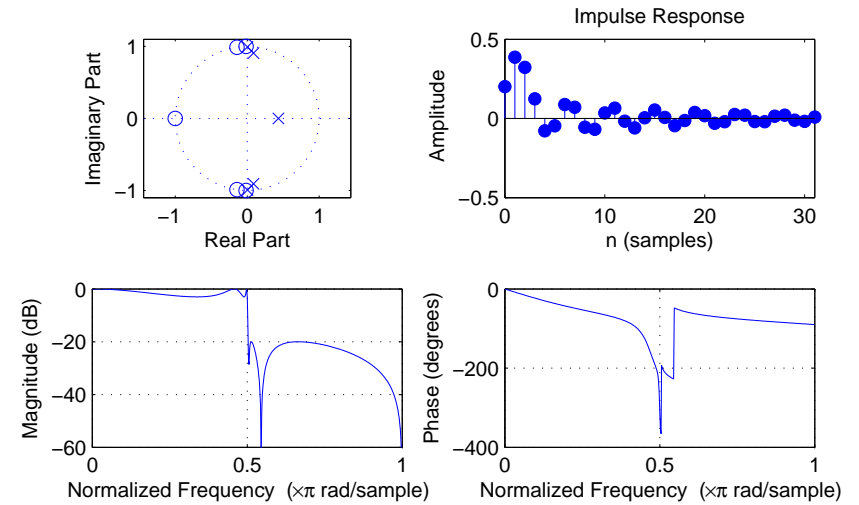 1
0
−1
Imaginary Part
−1
0
1
Real Part
Impulse Response
0.5
0
−0.5
Amplitude
0
10
20
30
n (samples)
0
−20
−40
−60
Magnitude (dB)
0
0.5
1
Normalized Frequency (×π rad/sample)
0
−200
−400
Phase (degrees)
0
0.5
1
Normalized Frequency (×π rad/sample)